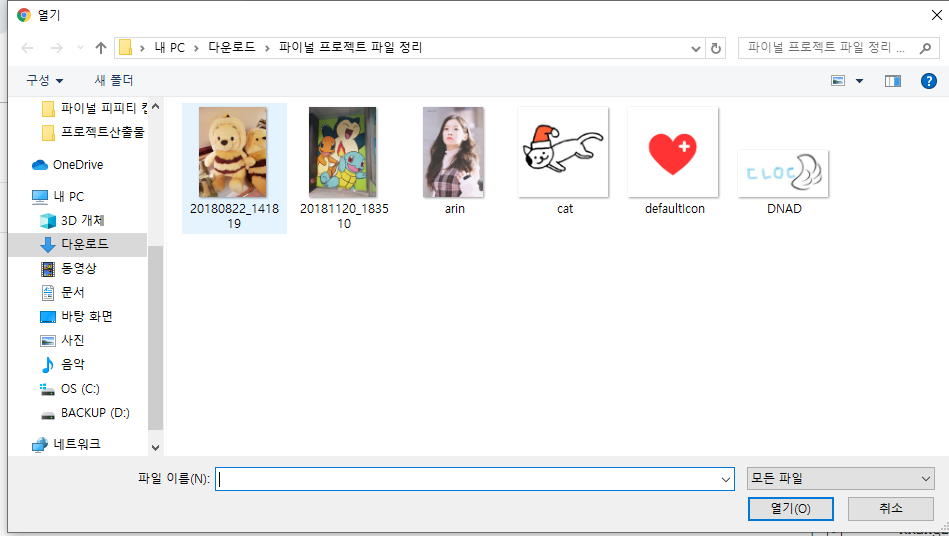 열기
내 PC > 다운로드 > 파이널 프로젝트 파일 정리
파이널 프로젝트 파일 정리 ...
구성
새 폴더
파이널 피피티 캡
프로젝트산출물
OneDrive
내 PC
3D 개체
다운로드
동영상
문서
바탕 화면
사진
음악
OS (C:)
BACKUP (D:)
네트워크
20180822_1418
19
20181120_1835
10
arin
cat
defaultIcon
CLOC
DNAD
파일 이름(N):
모든 파일
열기(O)
취소